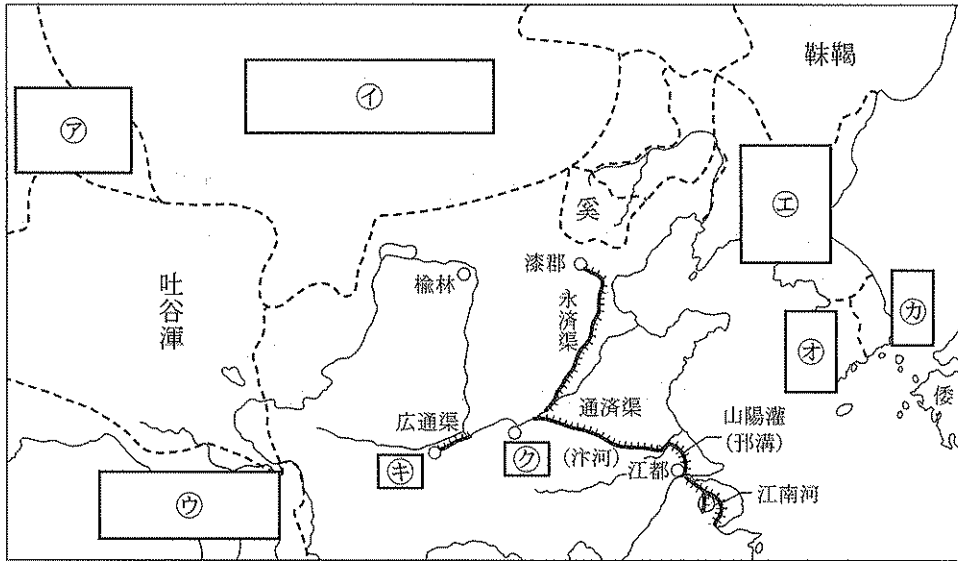 靺鞨
㋐
㋑
㋓
奚
涿郡
楡林
永済渠
吐谷渾
㋕
㋔
倭
広通渠
通済渠
山陽瀆
(邗溝)
(汴河)
㋖
㋗
江都
江南河
㋒